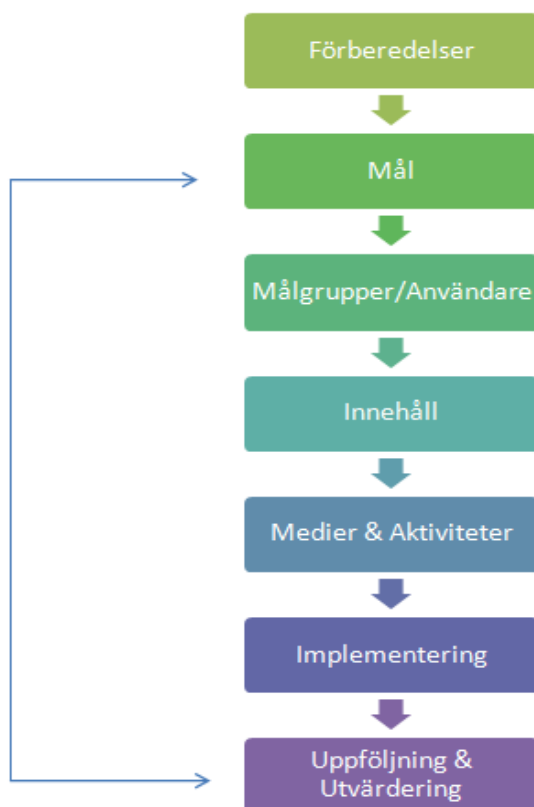 Förberedelser
Mål
Målgrupper/Användare
Innehåll
Medier & Aktiviteter
Implementering
Uppföljning &
Utvärdering